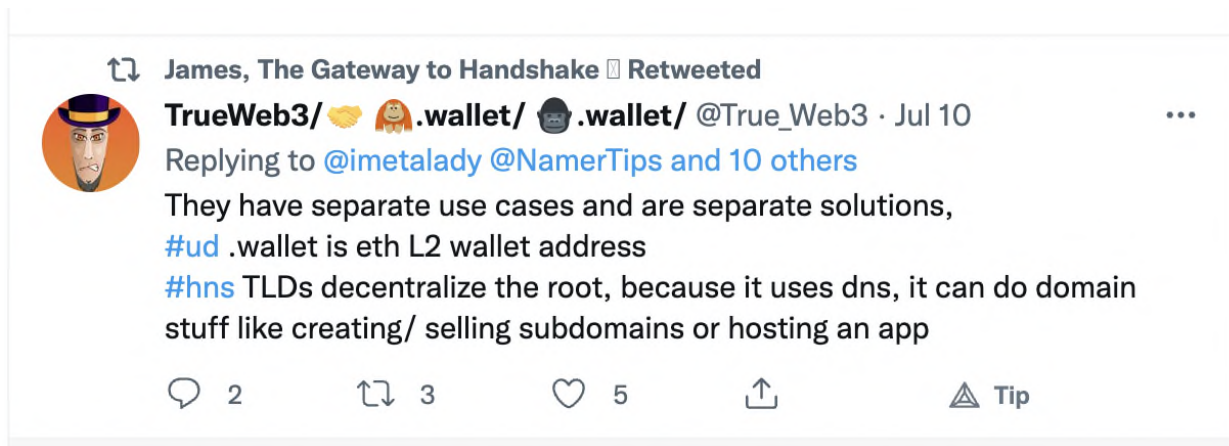 James, The Gateway to Handshake Retweeted
TrueWeb3/🤝 🦧.wallet/ 🦍.wallet/ @True_Web3 · Jul 10
Replying to @imetalady @NamerTips and 10 others
They have separate use cases and are separate solutions,
#ud .wallet is eth L2 wallet address
#hns TLDs decentralize the root, because it uses dns, it can do domain
stuff like creating/ selling subdomains or hosting an app
2 3 5 Tip